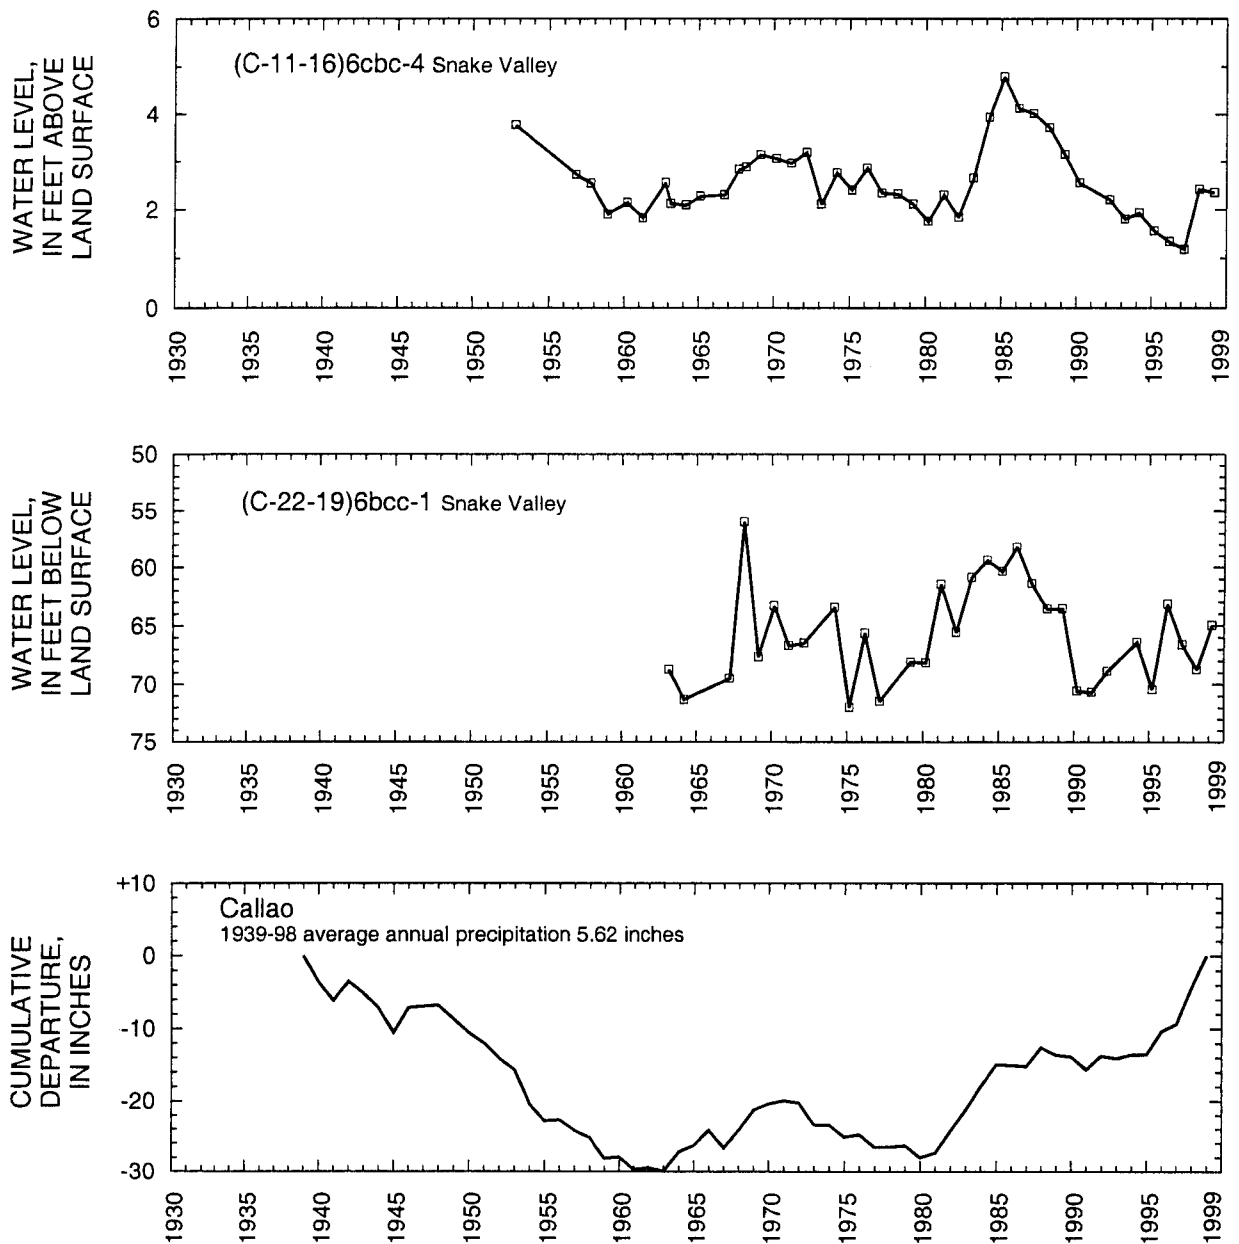 WATER LEVEL,
IN FEET ABOVE
LAND SURFACE
6
4
2
0
(C-11-16)6cbc-4 Snake Valley
1930 1935 1940 1945 1950 1955 1960 1965 1970 1975 1980 1985 1990 1995 1999
WATER LEVEL,
IN FEET BELOW
LAND SURFACE
50
55
60
65
70
75
(C-22-19)6bcc-1 Snake Valley
1930 1935 1940 1945 1950 1955 1960 1965 1970 1975 1980 1985 1990 1995 1999
CUMULATIVE
DEPARTURE,
IN INCHES
+10
0
-10
-20
-30
Callao
1939-98 average annual precipitation 5.62 inches
1930 1935 1940 1945 1950 1955 1960 1965 1970 1975 1980 1985 1990 1995 1999